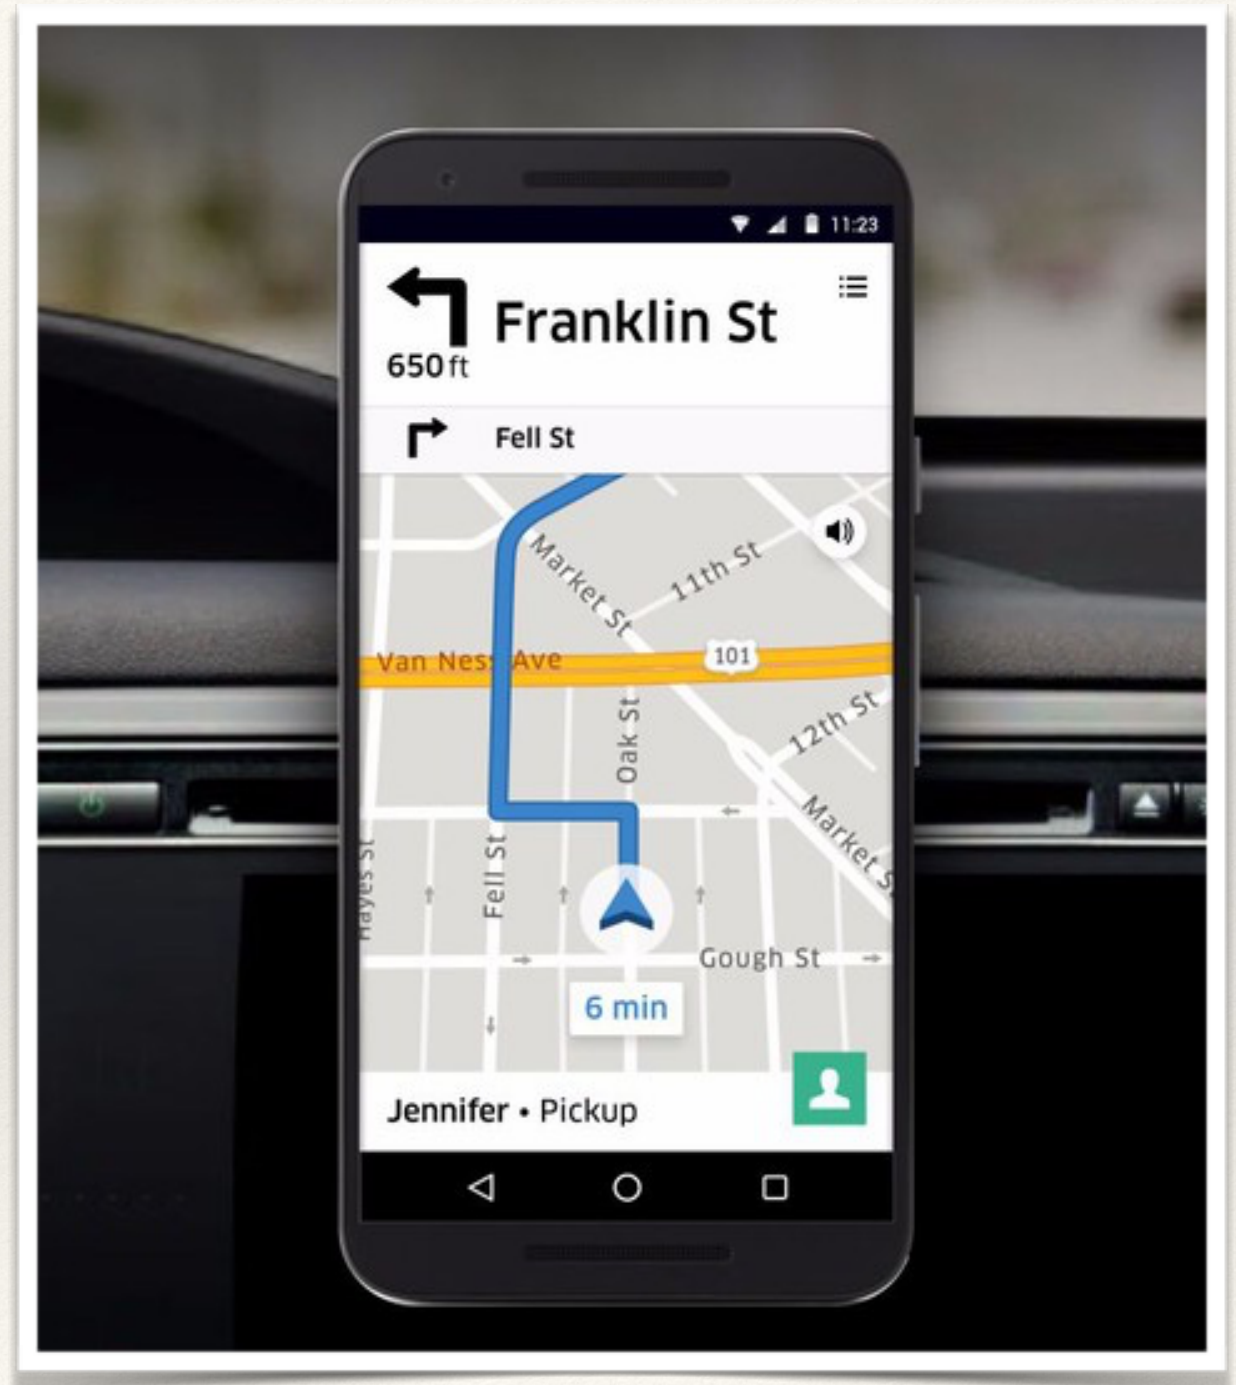 11:23
Franklin St
650 ft
Fell St
Market St
11th St
Van Ness Ave
101
Oak St
12th St
Market S
Hayes St
Fell St
Gough St
6 min
Jennifer • Pickup